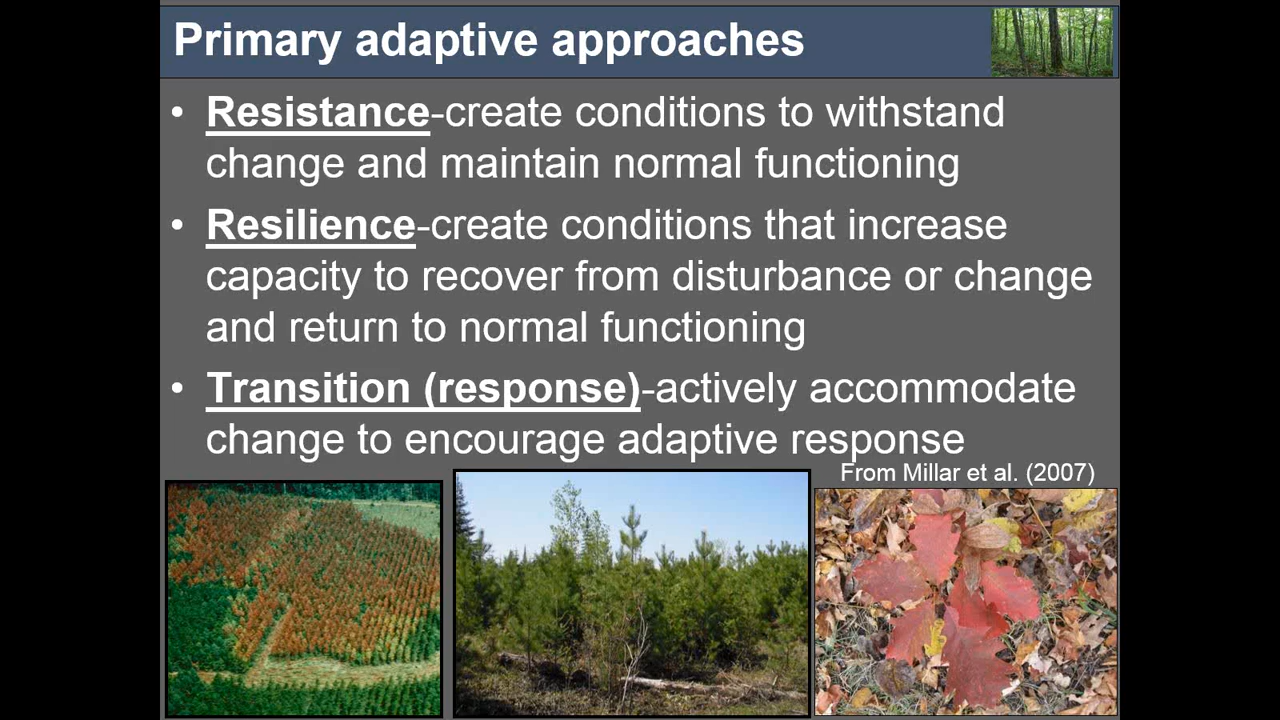 Primary adaptive approaches
• Resistance-create conditions to withstand
change and maintain normal functioning
• Resilience-create conditions that increase
capacity to recover from disturbance or change
and return to normal functioning
• Transition (response)-actively accommodate
change to encourage adaptive response
From Millar et al. (2007)